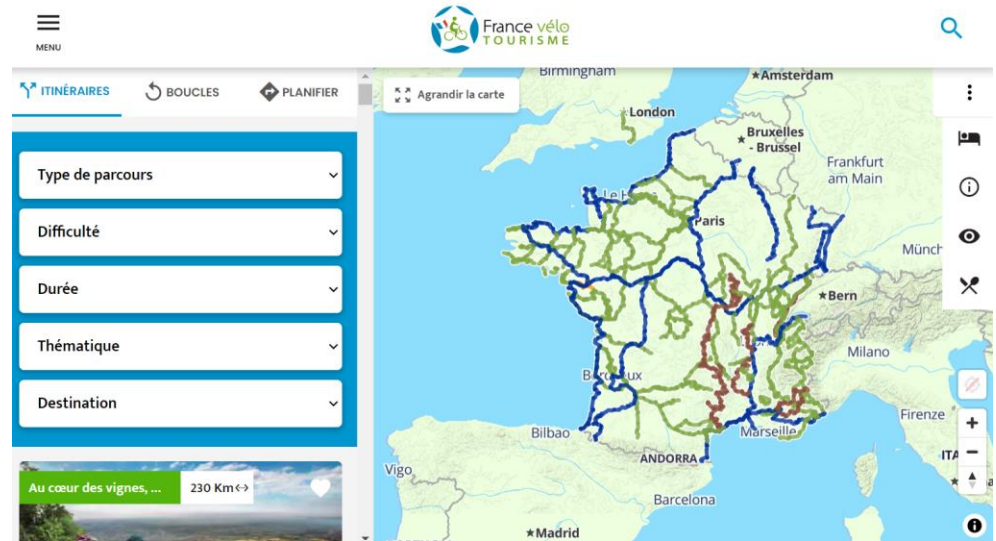 MENU
France vélo
TOURISME
ITINÉRAIRES
BOUCLES
PLANIFIER
Type de parcours
Difficulté
Durée
Thématique
Destination
Au cœur des vignes, ...
230 Km
Agrandir la carte
Birmingham
Amsterdam
London
Bruxelles
- Brussel
Frankfurt
am Main
Paris
Münch
Bern
Milano
Bilbao
Marseille
Firenze
ITA
Vigo
ANDORRA
Barcelona
Madrid